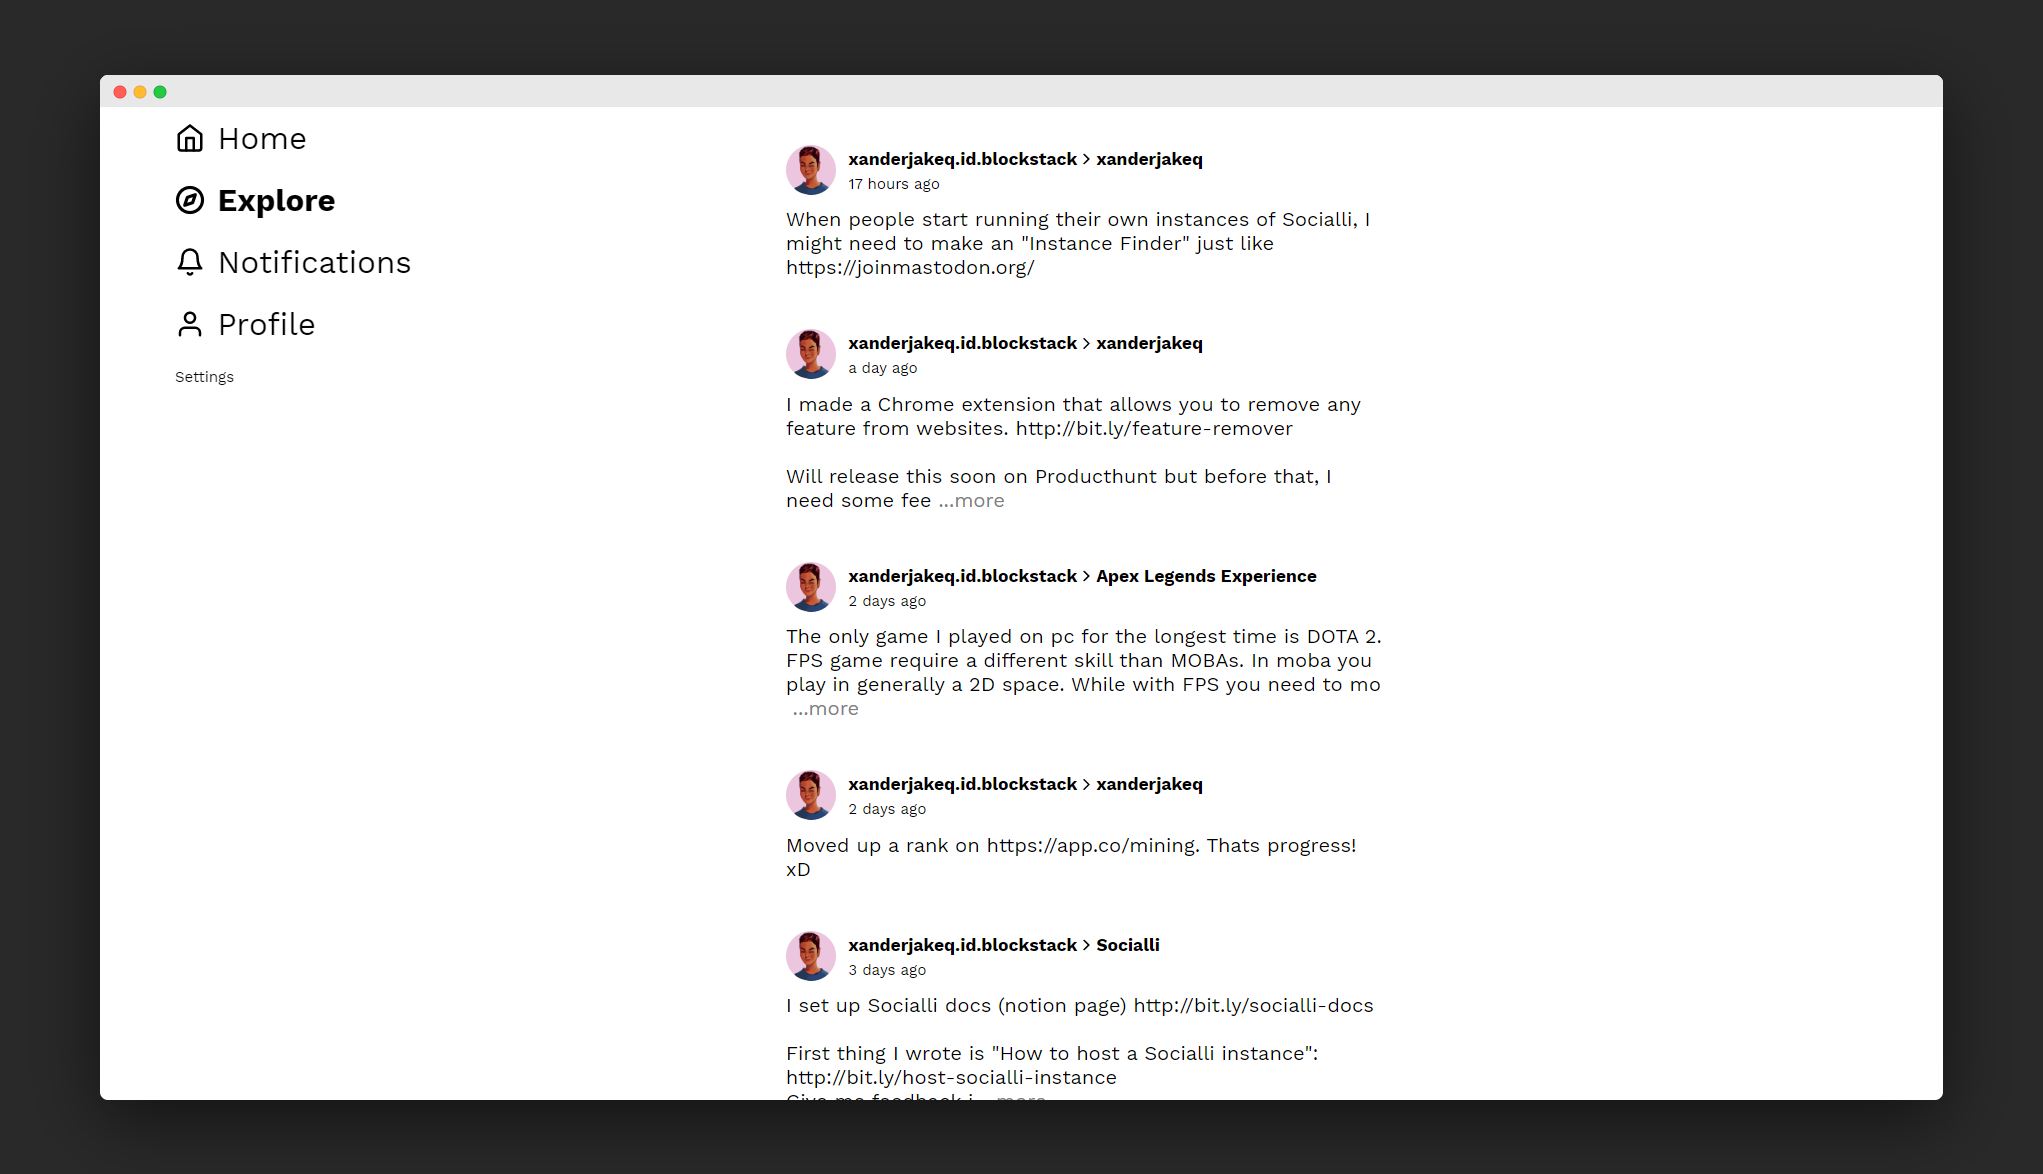 Home
Explore
Notifications
Profile
Settings
xanderjakeq.id.blockstack > xanderjakeq
17 hours ago
When people start running their own instances of Socialli, I
might need to make an "Instance Finder" just like
https://joinmastodon.org/
xanderjakeq.id.blockstack > xanderjakeq
a day ago
I made a Chrome extension that allows you to remove any
feature from websites. http://bit.ly/feature-remover
Will release this soon on Producthunt but before that, I
need some fee ...more
xanderjakeq.id.blockstack > Apex Legends Experience
2 days ago
The only game I played on pc for the longest time is DOTA 2.
FPS game require a different skill than MOBAs. In moba you
play in generally a 2D space. While with FPS you need to mo
...more
xanderjakeq.id.blockstack > xanderjakeq
2 days ago
Moved up a rank on https://app.co/mining. Thats progress!
xD
xanderjakeq.id.blockstack > Socialli
3 days ago
I set up Socialli docs (notion page) http://bit.ly/socialli-docs
First thing I wrote is "How to host a Socialli instance":
http://bit.ly/host-socialli-instance
Give me feedback i ...more